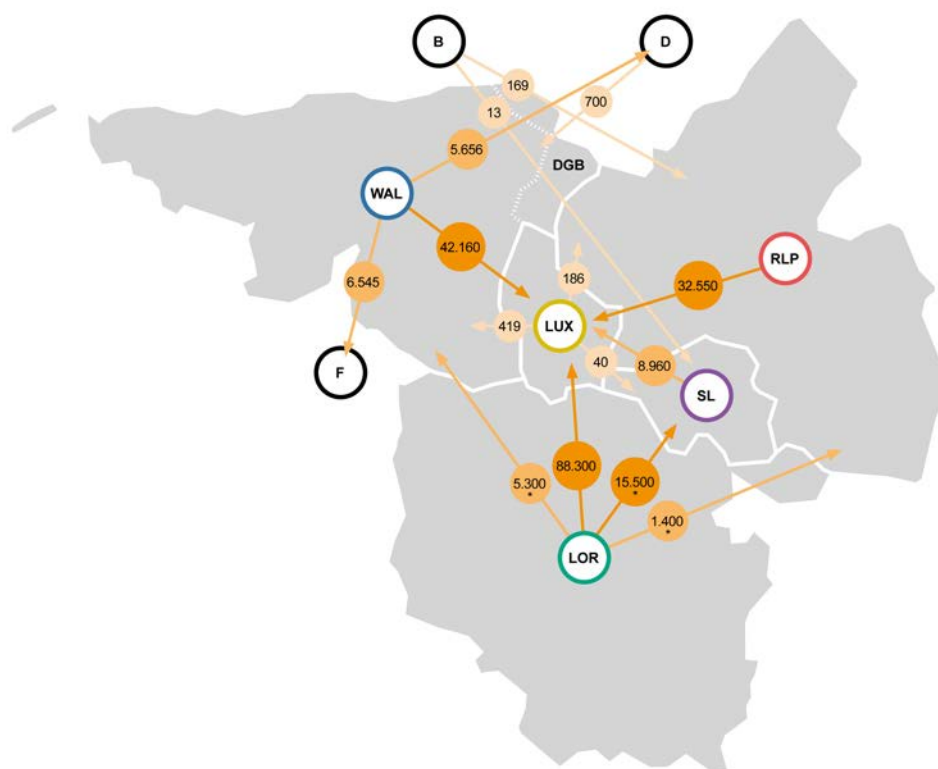 B
D
169
13
700
5.656
DGB
WAL
42.160
RLP
6.545
186
32.550
419
LUX
40
8.960
F
SL
88.300
5.300
*
15.500
*
1.400
*
LOR